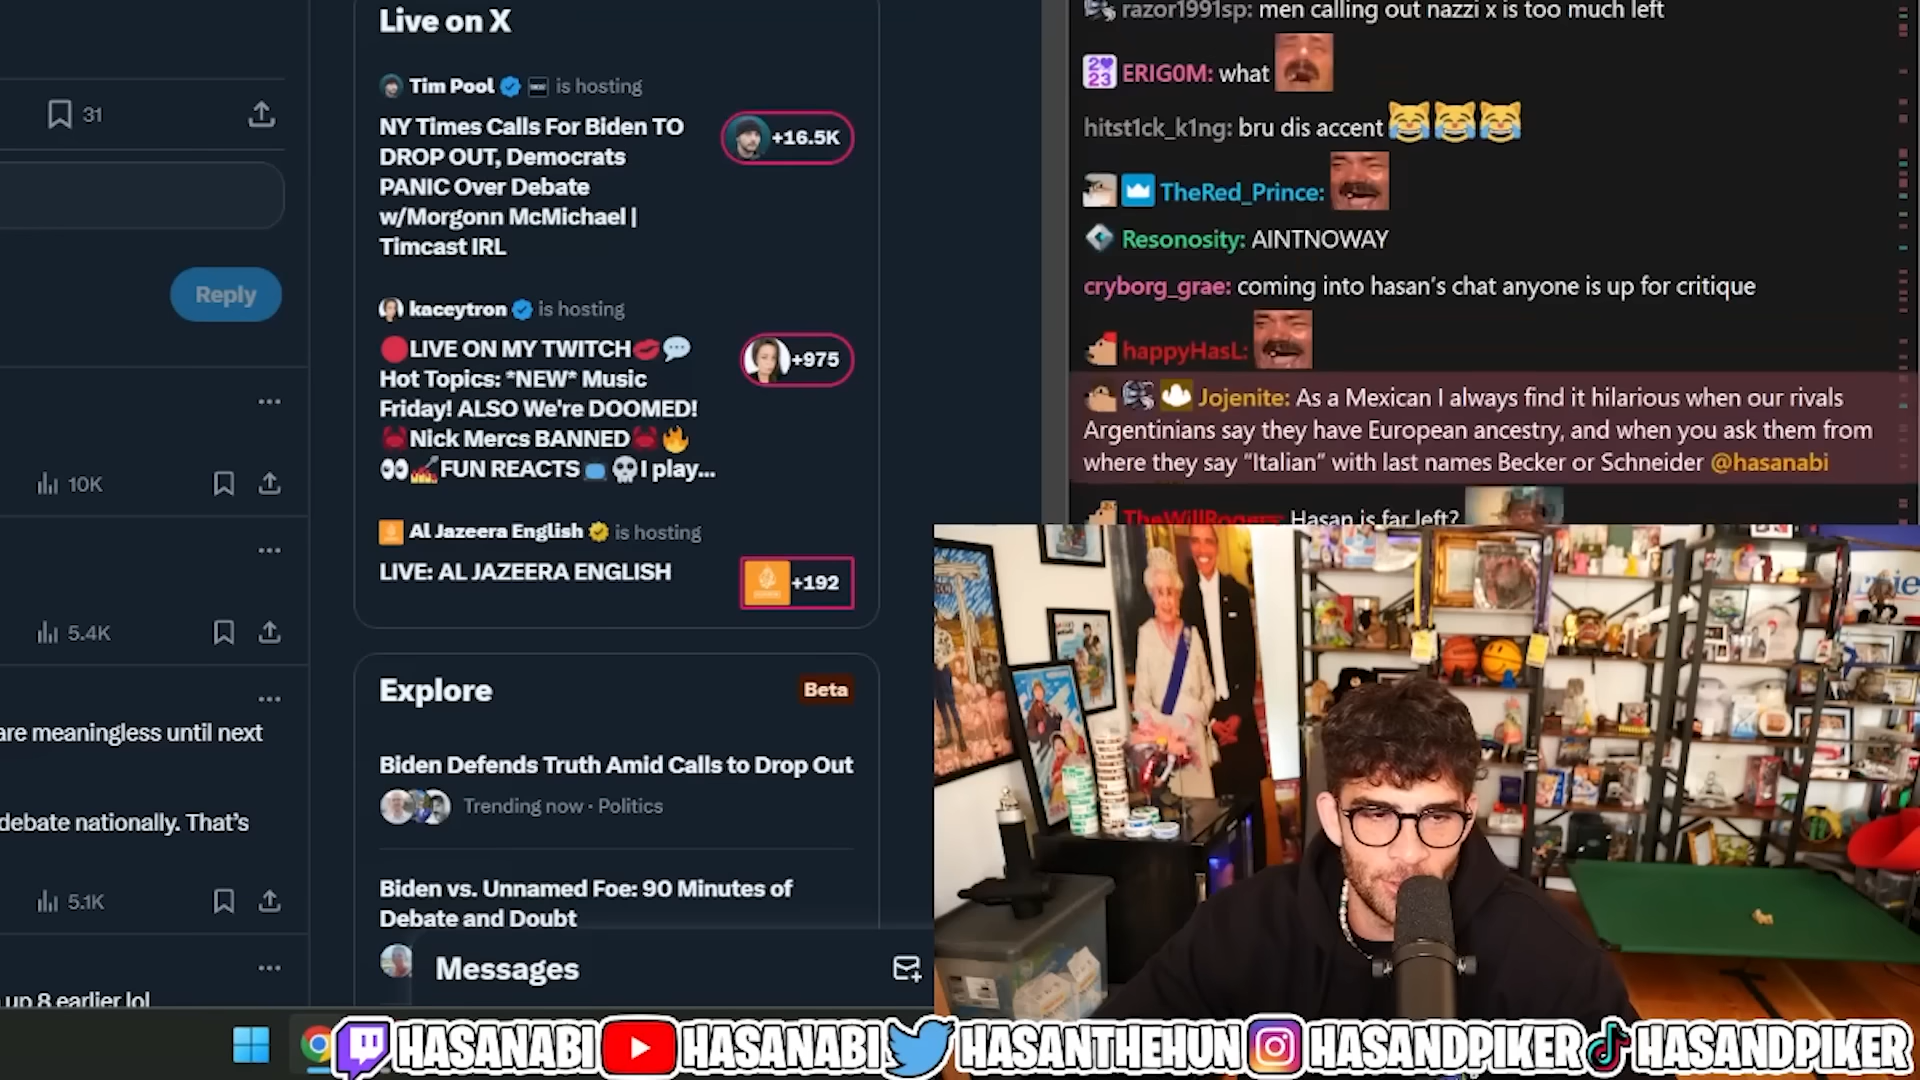 31
Reply
10K
5.4K
are meaningless until next
debate nationally. That's
5.1K
up 8 earlier lol
Live on X
Tim Pool is hosting
NY Times Calls For Biden TO
DROP OUT, Democrats
PANIC Over Debate
w/Morgonn McMichael |
Timcast IRL
+16.5K
kaceytron is hosting
🔴LIVE ON MY TWITCH💋💬
Hot Topics: *NEW* Music
Friday! ALSO We're DOOMED!
🦀Nick Mercs BANNED🦀🔥
👀💅FUN REACTS 💀I play...
+975
Al Jazeera English is hosting
LIVE: AL JAZEERA ENGLISH
+192
Explore
Beta
Biden Defends Truth Amid Calls to Drop Out
Trending now · Politics
Biden vs. Unnamed Foe: 90 Minutes of
Debate and Doubt
Messages
razor1991sp: men calling out nazzi x is too much left
ERIG0M: what
hitst1ck_k1ng: bru dis accent 😹😹😹
TheRed_Prince:
Resonosity: AINTNOWAY
cryborg_grae: coming into hasan's chat anyone is up for critique
happyHasL:
Jojenite: As a Mexican I always find it hilarious when our rivals
Argentinians say they have European ancestry, and when you ask them from
where they say "Italian" with last names Becker or Schneider @hasanabi
TheWillRogers: Hasan is far left?
HASANABI HASANABI HASANTHEHUN HASANDPIKER HASANDPIKER